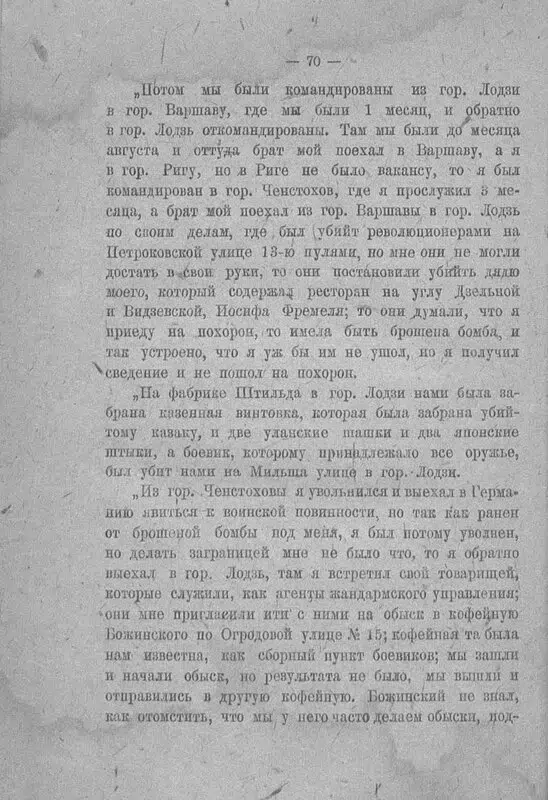 — 70 —
„Потом мы были командированы из гор. Лодзи
в гор. Варшаву, где мы были 1 месяц, и обратно
в гор. Лодзь откомандированы. Там мы были до месяца
августа и оттуда брат мой поехал в Варшаву, а я
в гор. Ригу, но в Риге не было вакансу, то я был
командирован в гор. Ченстохов, где я прослужил 3 ме-
сяца, а брат мой поехал из гор. Варшавы в гор. Лодзь
по своим делам, где был убийт революционерами на
Петроковской улице 13-ю пулями, но мне они не могли
достать в свои руки, то они постановили убийть дядю
моего, который содержал ресторан на углу Дзельной
и Видзевской, Иосифа Фремеля; то они думали, что я
приеду на похорон, то имела быть брошена бомба, и
так устроено, что я уж бы им не ушол, но я получил
сведение и не пошол на похорон.
„На фабрике Штильда в гор. Лодзи нами была за-
брана казенная винтовка, которая была забрана убий-
тому казаку, и две уланские шашки и два японские
штыки, а боевик, которому принадлежало все оружье,
был убит нами на Мильша улице в гор. Лодзи.
„Из гор. Ченстоховы я увольнился и выехал в Герма-
нию явиться к воинской повинности, но так как ранен
от брошеной бомбы под меня, я был потому уволнен,
но делать заграницей мне не было что, то я обратно
выехал в гор. Лодзь, там я встретил свой товарищей,
которые служили, как агенты жандармского управления;
они мне пригласили ити с ними на обыск в кофейную
Божинского по Огродовой улице № 15; кофейная та была
нам известна, как сборный пункт боевиков; мы зашли
и начали обыск, но результата не было, мы вышли и
отправились в другую кофейную. Божинский не знал,
как отомстить, что мы у него часто делаем обыски, под-